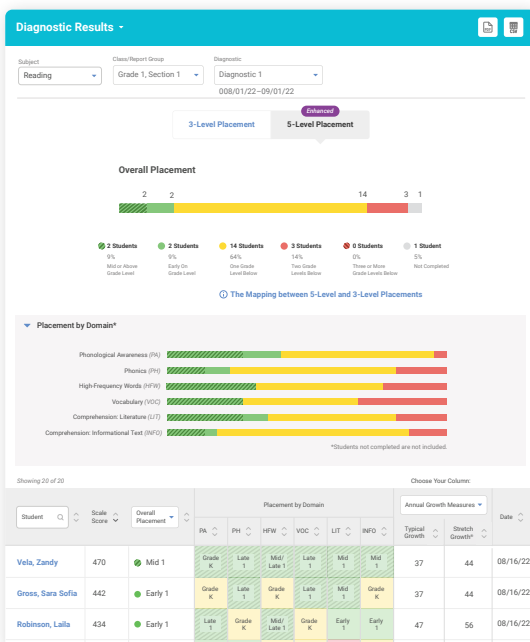 Diagnostic Results
PDF
CSV
Subject
Class/Report Group
Diagnostic
Reading
Grade 1, Section 1
Diagnostic 1
008/01/22–09/01/22
Enhanced
3-Level Placement
5-Level Placement
Overall Placement
2 2 14 3 1
2 Students 2 Students 14 Students 3 Students 0 Students 1 Student
9% 9% 64% 14% 0% 5%
Mid or Above Early On One Grade Two Grade Three or More Not Completed
Grade Level Grade Level Level Below Levels Below Grade Levels Below
The Mapping between 5-Level and 3-Level Placements
Placement by Domain*
Phonological Awareness (PA)
Phonics (PH)
High-Frequency Words (HFW)
Vocabulary (VOC)
Comprehension: Literature (LIT)
Comprehension: Informational Text (INFO)
*Students not completed are not included.
Showing 20 of 20
Choose Your Column:
Student
Scale Score
Overall Placement
Placement by Domain
Annual Growth Measures
Date
PA PH HFW VOC LIT INFO
Typical Growth
Stretch Growth*
Vela, Zandy 470 Mid 1 Grade K Late 1 Mid/ Late 1 Late 1 Mid 1 Mid 1 37 44 08/16/22
Gross, Sara Sofia 442 Early 1 Grade K Late 1 Grade K Late 1 Mid 1 Grade K 37 44 08/16/22
Robinson, Laila 434 Early 1 Late 1 Grade K Mid/ Late 1 Grade K Early 1 Early 1 47 56 08/16/22